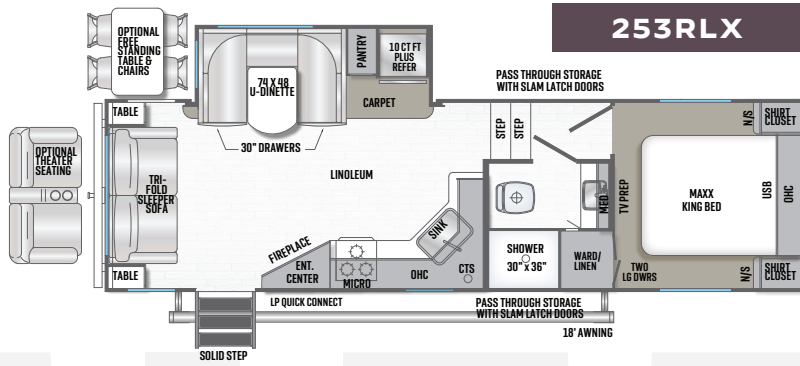 253RLX
OPTIONAL
FREE
STANDING
TABLE &
CHAIRS
PANTRY
10 CT FT
PLUS
REFER
74 X 48
U-DINETTE
CARPET
30" DRAWERS
PASS THROUGH STORAGE
WITH SLAM LATCH DOORS
TABLE
STEP
STEP
N/S
SHIRT
CLOSET
OPTIONAL
THEATER
SEATING
TRI-
FOLD
SLEEPER
SOFA
LINOLEUM
MED
TV PREP
MAXX
KING BED
USB
OHC
SINK
FIREPLACE
ENT.
CENTER
MICRO
OHC
CTS
SHOWER
30" x 36"
WARD/
LINEN
TWO
LG DWRS
N/S
SHIRT
CLOSET
TABLE
LP QUICK CONNECT
PASS THROUGH STORAGE
WITH SLAM LATCH DOORS
18' AWNING
SOLID STEP